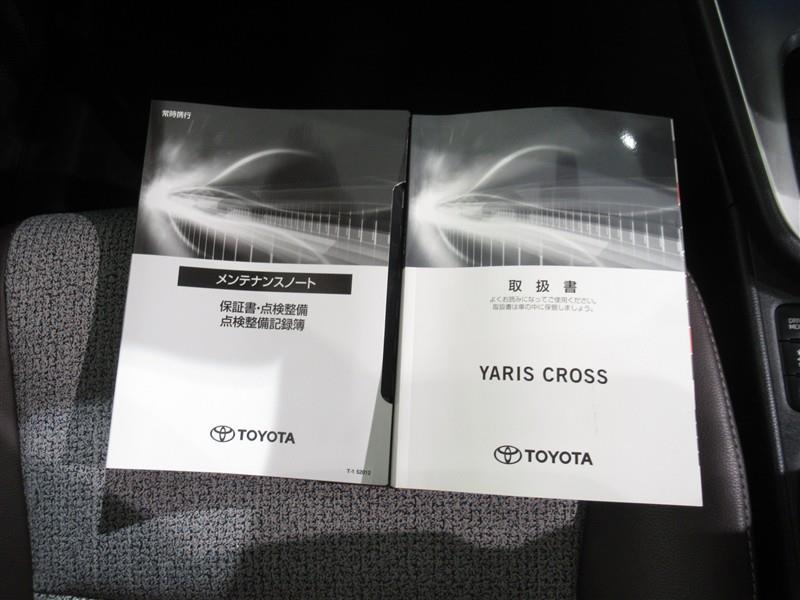 常時携行
メンテナンスノート
保証書・点検整備
点検整備記録簿
TOYOTA
T-1 52012
取扱書
よくお読みになってご使用ください。
取扱書は車の中に保管しましょう。
YARIS CROSS
TOYOTA